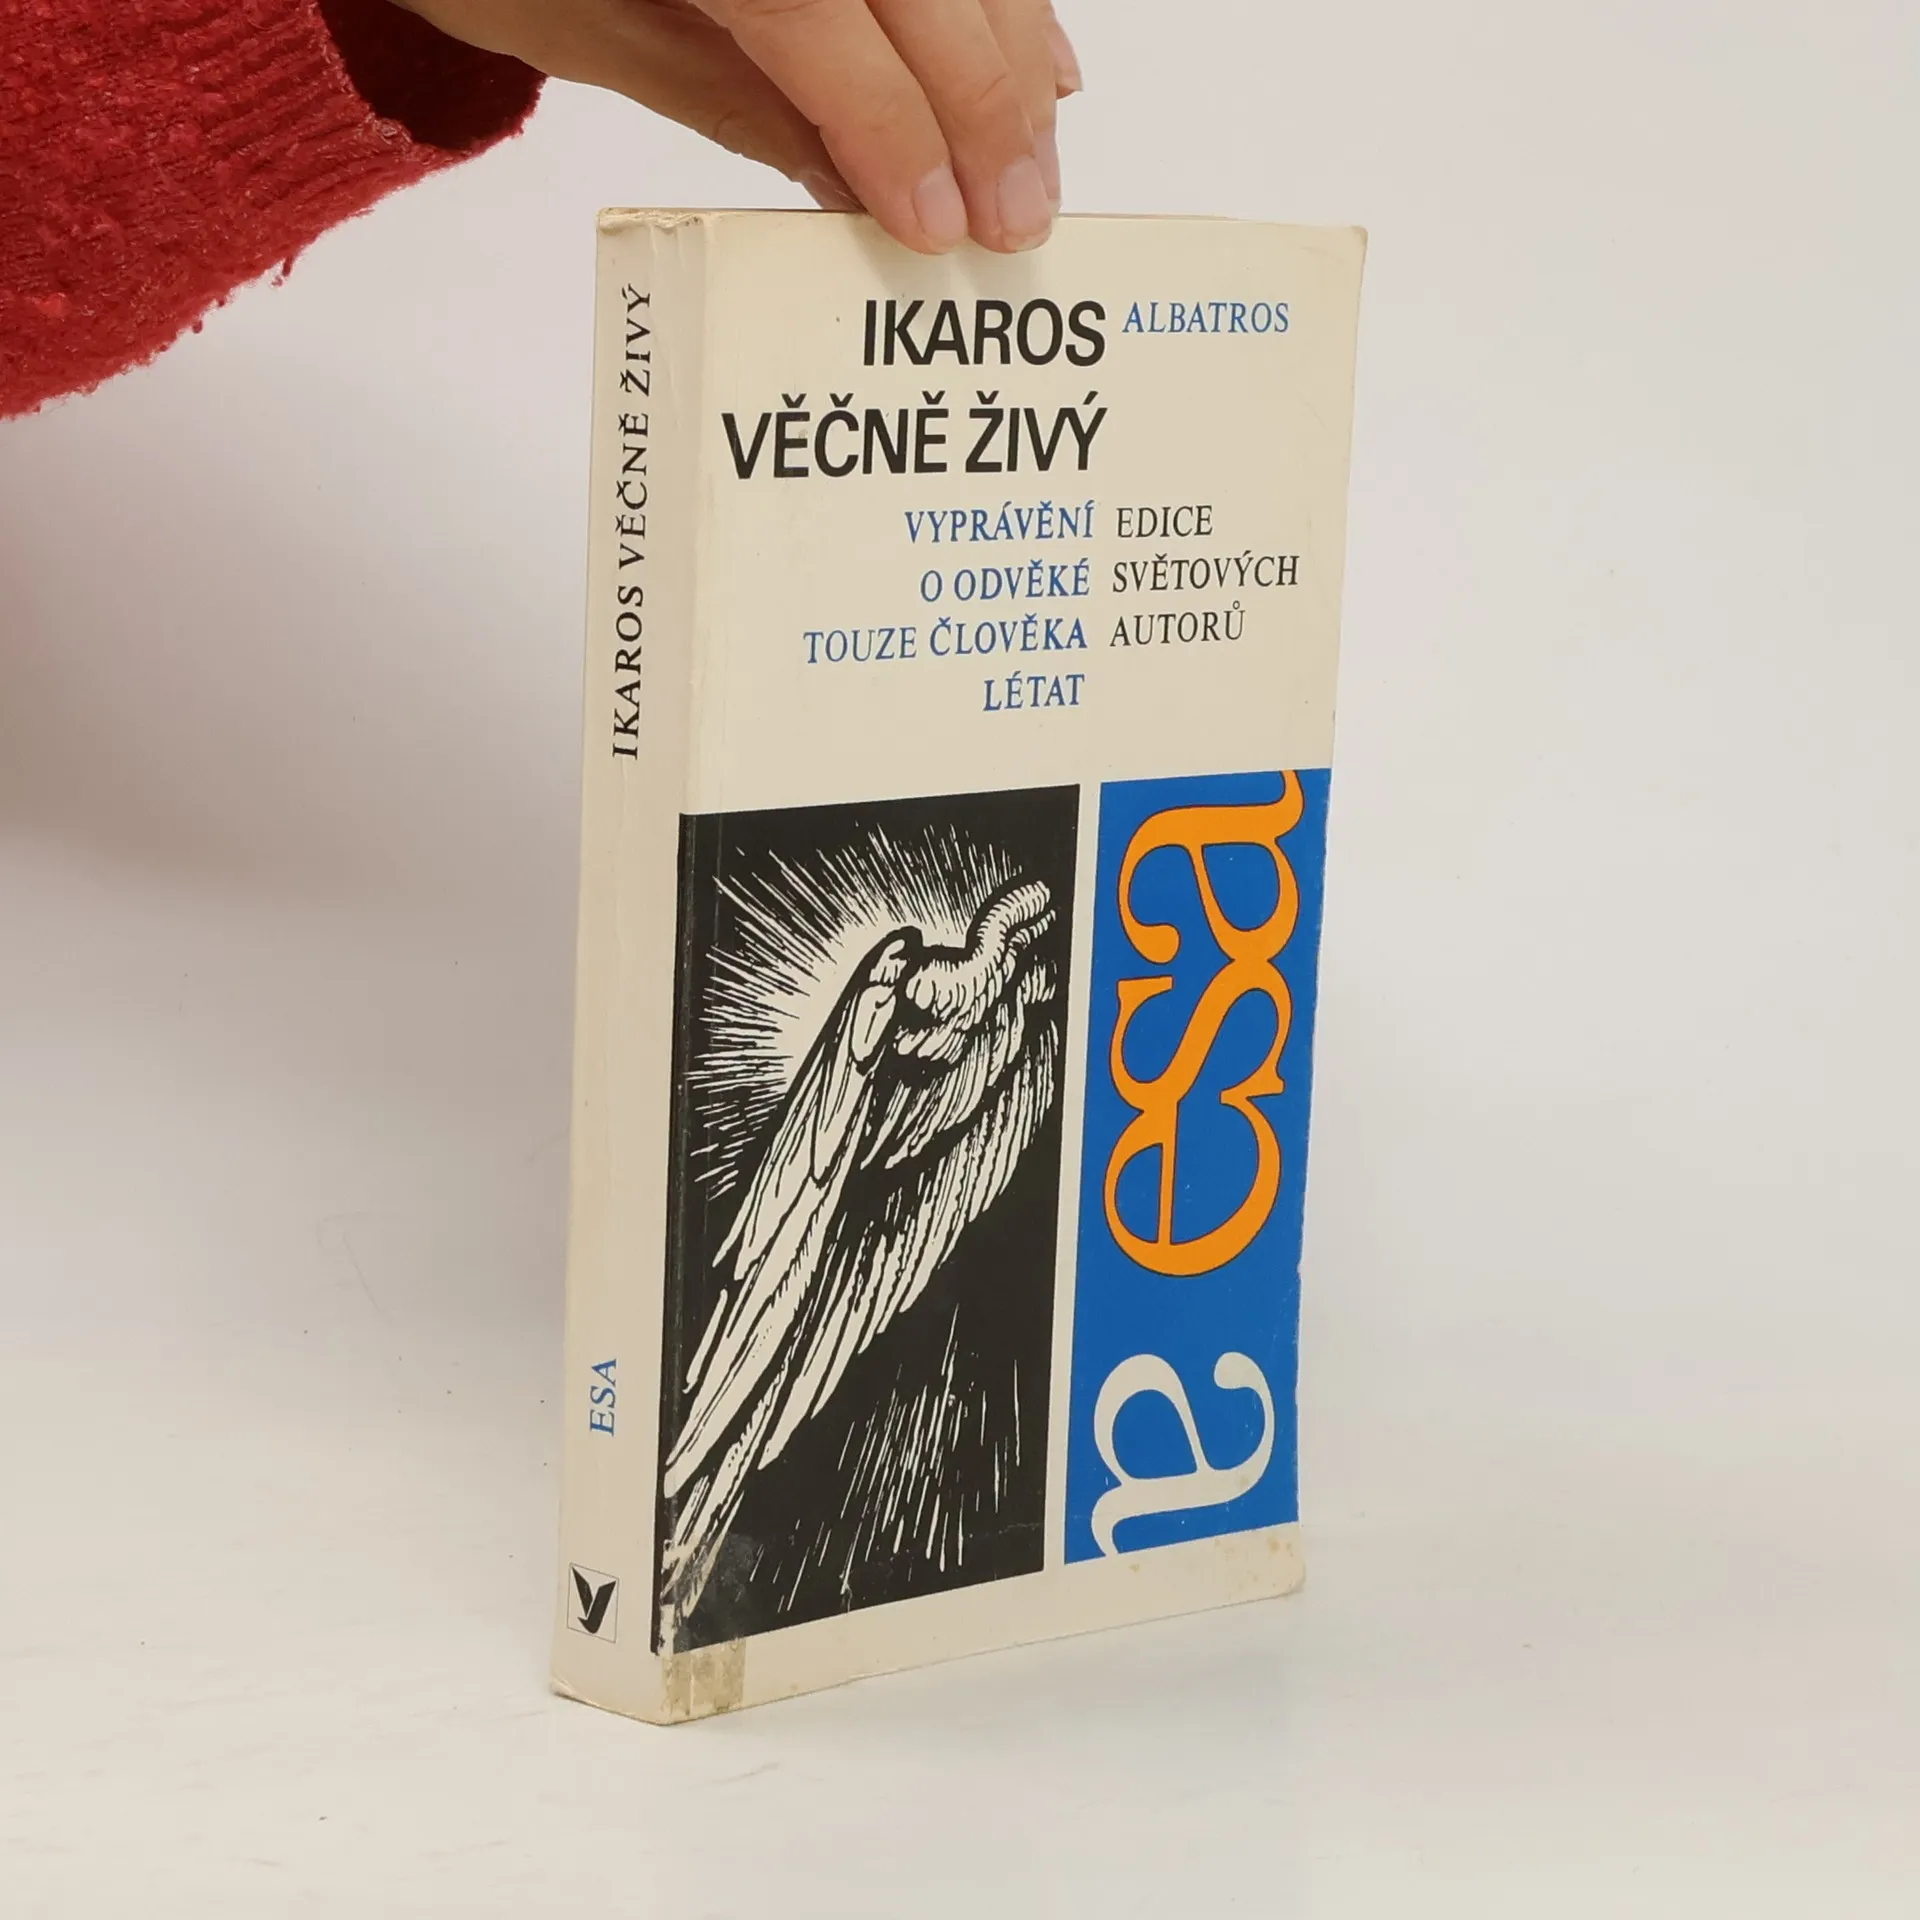 IKAROS VĚČNĚ ŽIVÝ
ESA
IKAROS
VĚČNĚ ŽIVÝ
ALBATROS
VYPRÁVĚNÍ
O ODVĚKÉ
TOUZE ČLOVĚKA
LÉTAT
EDICE
SVĚTOVÝCH
AUTORŮ
a esa